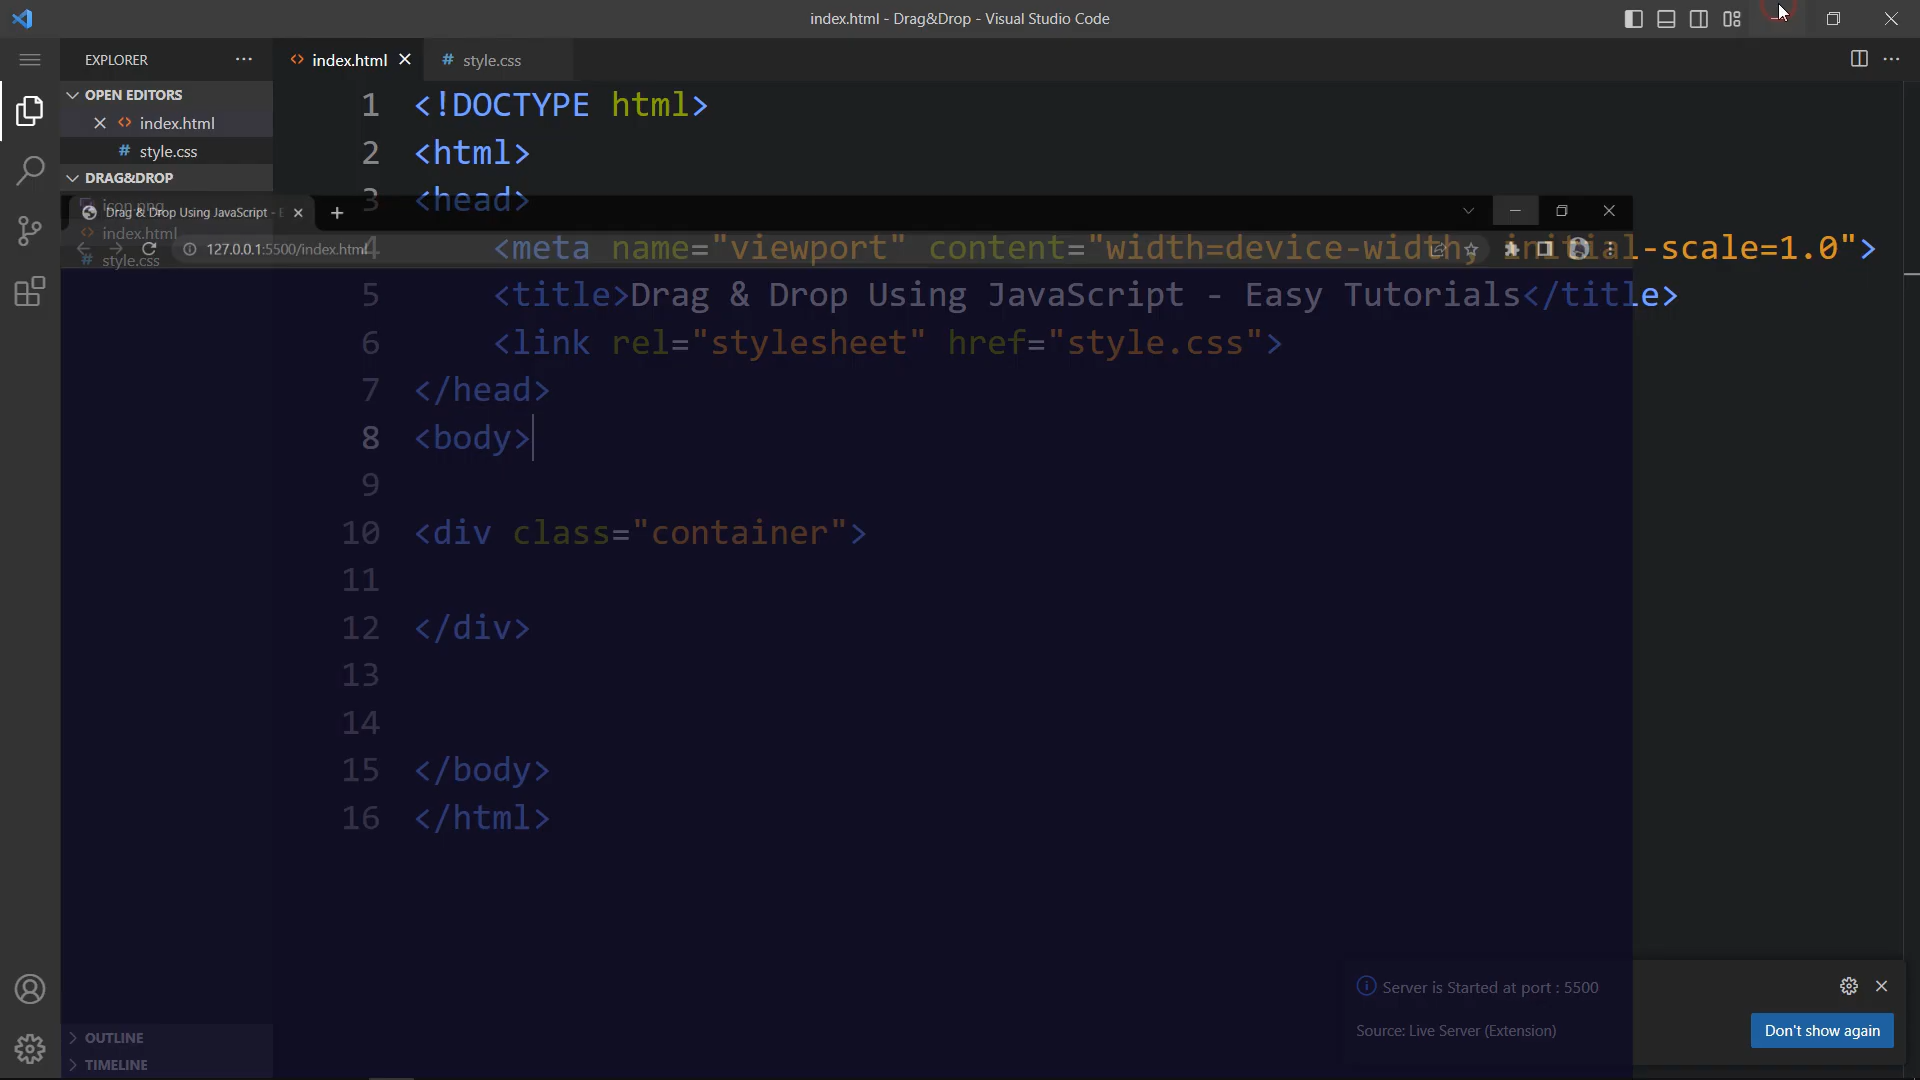 index.html - Drag&Drop - Visual Studio Code
EXPLORER
index.html
style.css
OPEN EDITORS
index.html
style.css
DRAG&DROP
icon.png
index.html
style.css
Drag & Drop Using JavaScript - E
127.0.0.1:5500/index.html
1 <!DOCTYPE html>
2 <html>
3 <head>
4 <meta name="viewport" content="width=device-width, initial-scale=1.0">
5 <title>Drag & Drop Using JavaScript - Easy Tutorials</title>
6 <link rel="stylesheet" href="style.css">
7 </head>
8 <body>
9
10 <div class="container">
11
12 </div>
13
14
15 </body>
16 </html>
OUTLINE
TIMELINE
Server is Started at port : 5500
Source: Live Server (Extension)
Don't show again